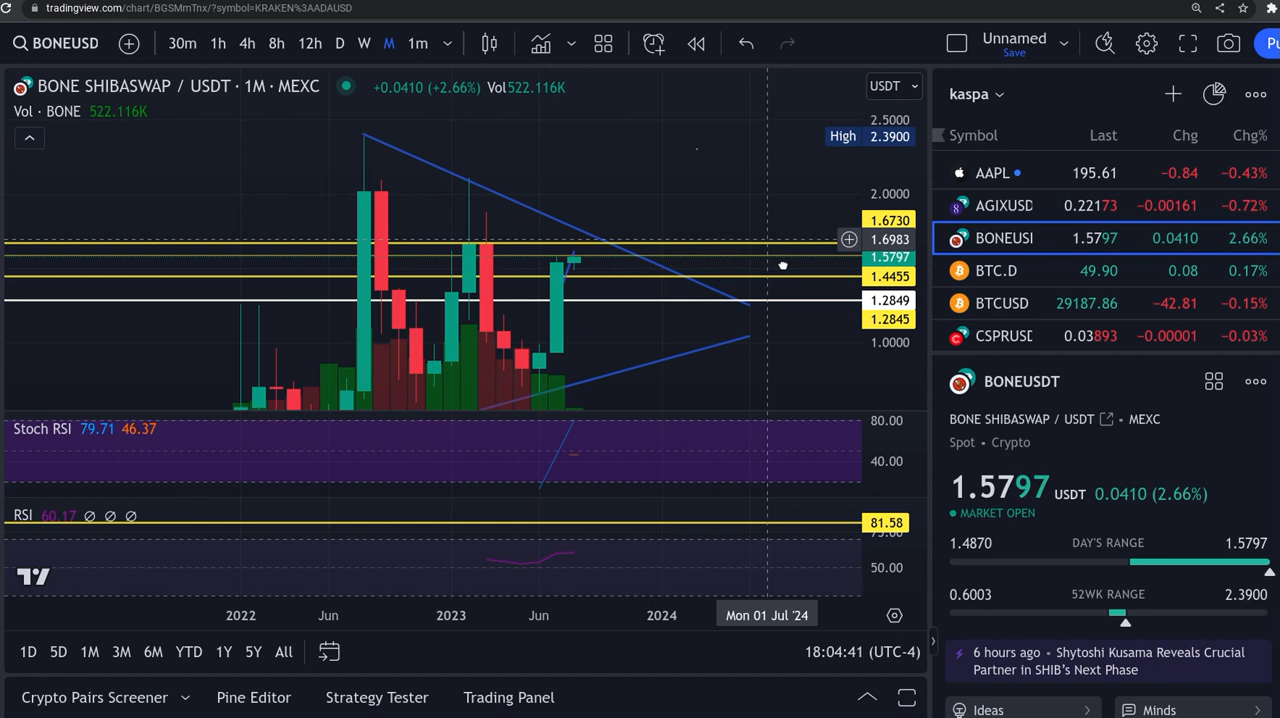 tradingview.com/chart/BGSMmTnx/?symbol=KRAKEN%3AADAUSD
BONEUSD 30m 1h 4h 8h 12h D W M 1m Unnamed
Save
BONE SHIBASWAP / USDT · 1M · MEXC +0.0410 (+2.66%) Vol522.116K USDT
Vol · BONE 522.116K
2.5000
High 2.3900
2.0000
1.6730
1.6983
1.5797
1.4455
1.2849
1.2845
1.0000
Stoch RSI 79.71 46.37
80.00
40.00
RSI 60.17 ∅ ∅ ∅
81.58
75.00
50.00
2022 Jun 2023 Jun 2024 Mon 01 Jul '24
1D 5D 1M 3M 6M YTD 1Y 5Y All 18:04:41 (UTC-4)
Crypto Pairs Screener Pine Editor Strategy Tester Trading Panel
kaspa
Symbol Last Chg Chg%
AAPL 195.61 −0.84 −0.43%
AGIXUSD 0.22173 −0.00161 −0.72%
BONEUSI 1.5797 0.0410 2.66%
BTC.D 49.90 0.08 0.17%
BTCUSD 29187.86 −42.81 −0.15%
CSPRUSD 0.03893 −0.00001 −0.03%
BONEUSDT
BONE SHIBASWAP / USDT · MEXC
Spot · Crypto
1.5797 USDT 0.0410 (2.66%)
MARKET OPEN
1.4870 DAY'S RANGE 1.5797
0.6003 52WK RANGE 2.3900
6 hours ago · Shytoshi Kusama Reveals Crucial
Partner in SHIB's Next Phase
Ideas Minds